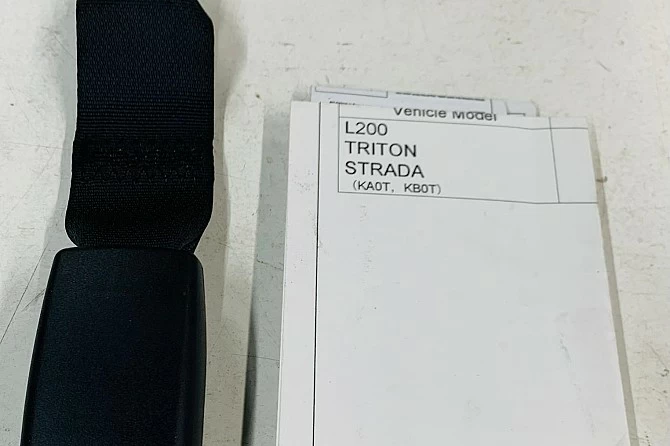 Vehicle Model
L200
TRITON
STRADA
(KA0T, KB0T)